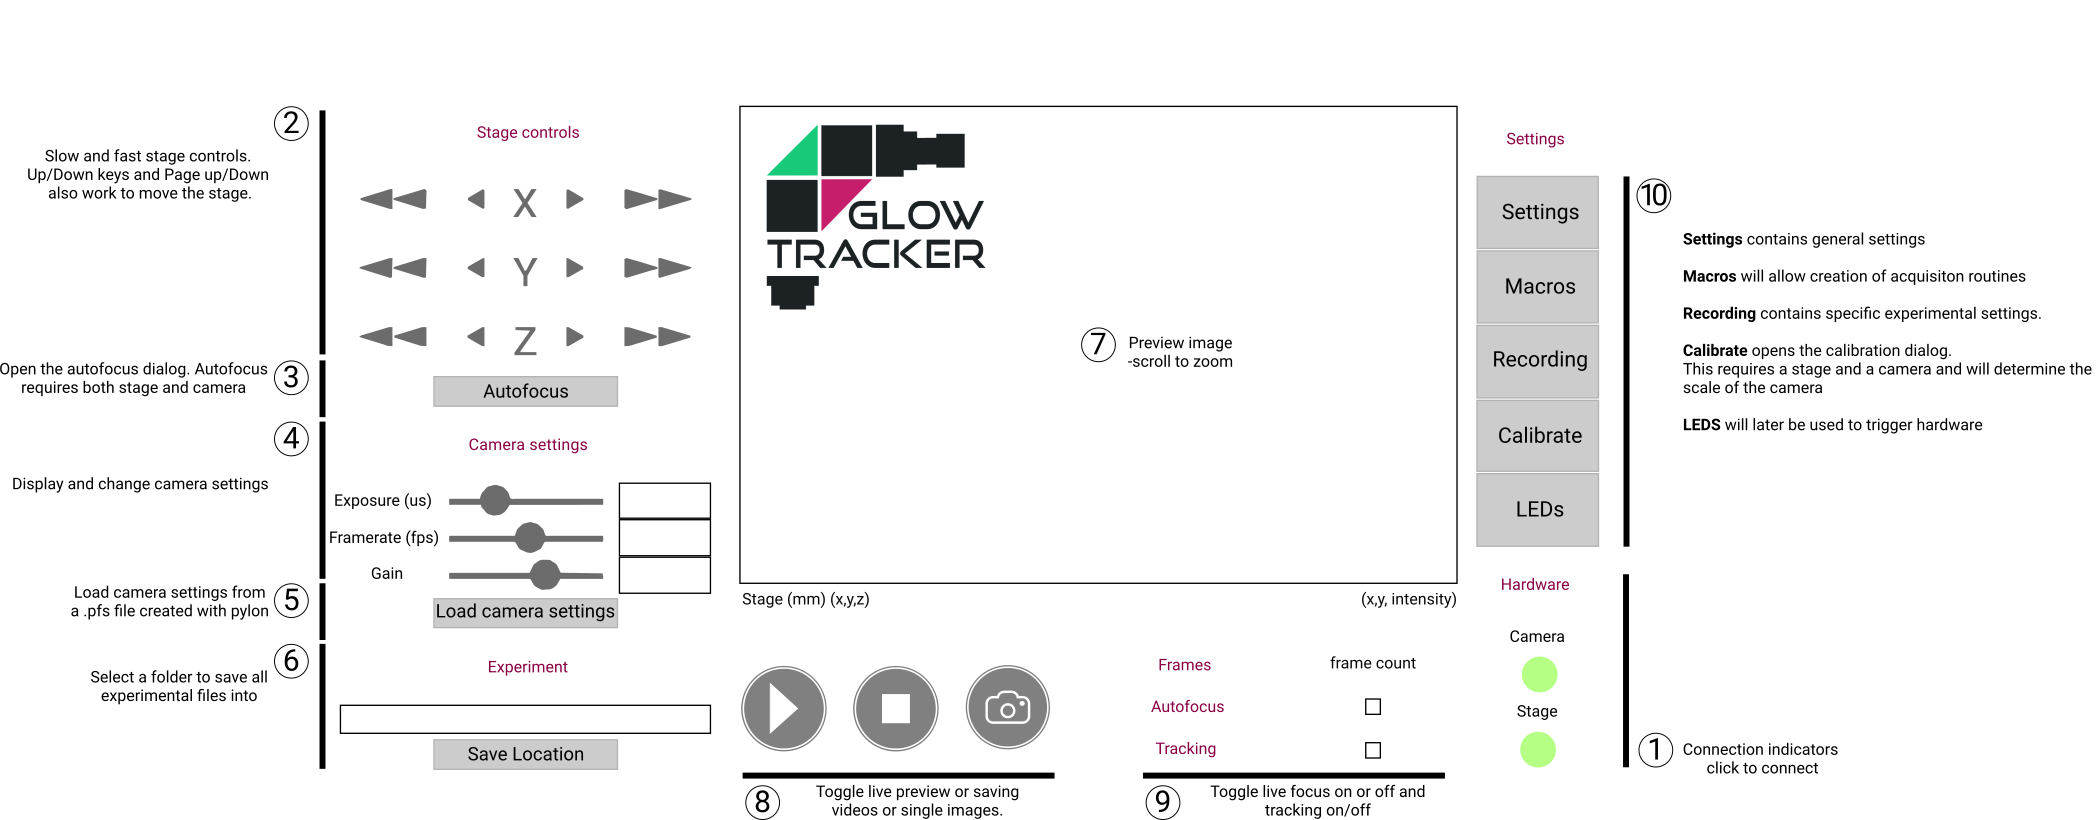 2
Slow and fast stage controls.
Up/Down keys and Page up/Down
also work to move the stage.
Stage controls
X
Y
Z
3
Open the autofocus dialog. Autofocus
requires both stage and camera
Autofocus
4
Display and change camera settings
Camera settings
Exposure (us)
Framerate (fps)
Gain
5
Load camera settings from
a .pfs file created with pylon
Load camera settings
6
Select a folder to save all
experimental files into
Experiment
Save Location
GLOW
TRACKER
7
Preview image
-scroll to zoom
Stage (mm) (x,y,z)
(x,y, intensity)
8
Toggle live preview or saving
videos or single images.
Frames
frame count
Autofocus
Tracking
9
Toggle live focus on or off and
tracking on/off
Settings
Settings
Macros
Recording
Calibrate
LEDs
10
Settings contains general settings
Macros will allow creation of acquisiton routines
Recording contains specific experimental settings.
Calibrate opens the calibration dialog.
This requires a stage and a camera and will determine the
scale of the camera
LEDS will later be used to trigger hardware
Hardware
Camera
Stage
1
Connection indicators
click to connect